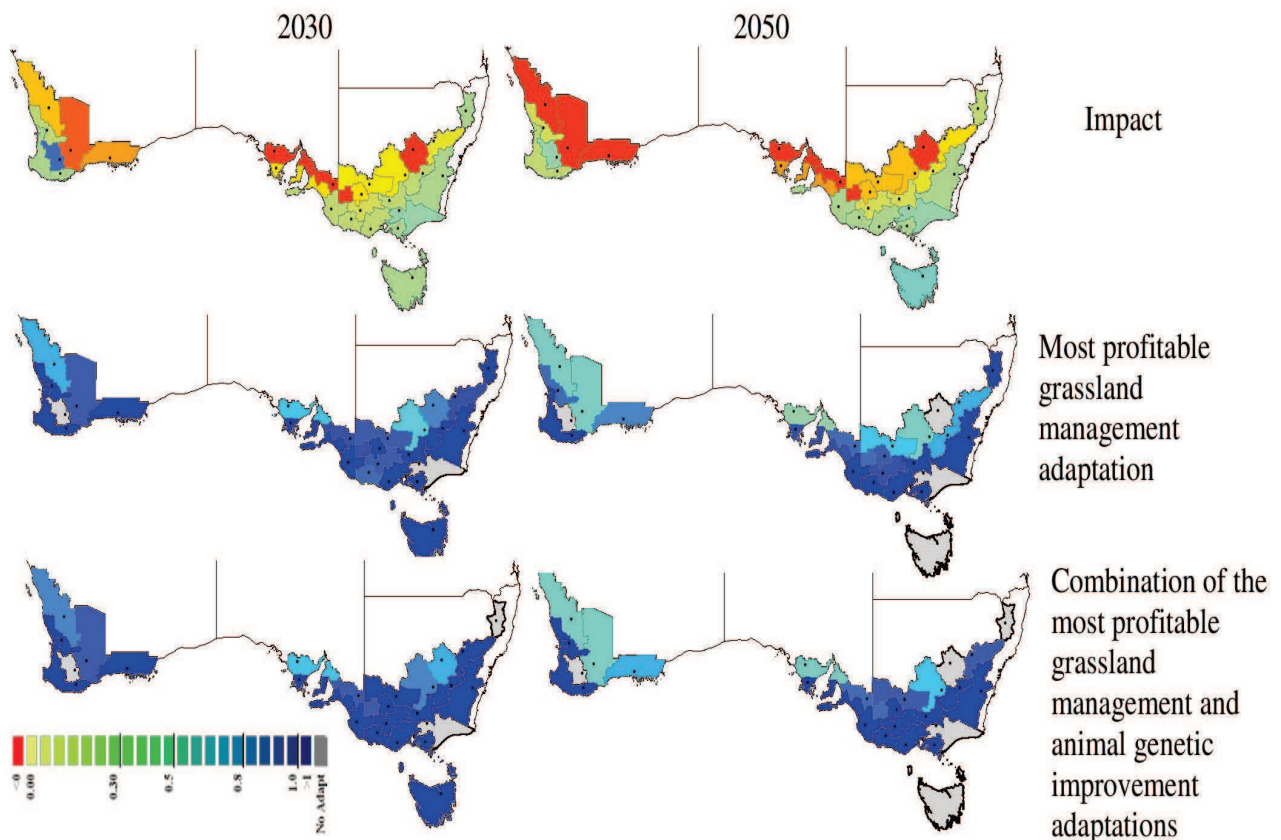 2030
2050
Impact
Most profitable
grassland
management
adaptation
Combination of the
most profitable
grassland
management and
animal genetic
improvement
adaptations
<0
0.00
0.30
0.5
0.8
1.0
>1
No Adapt